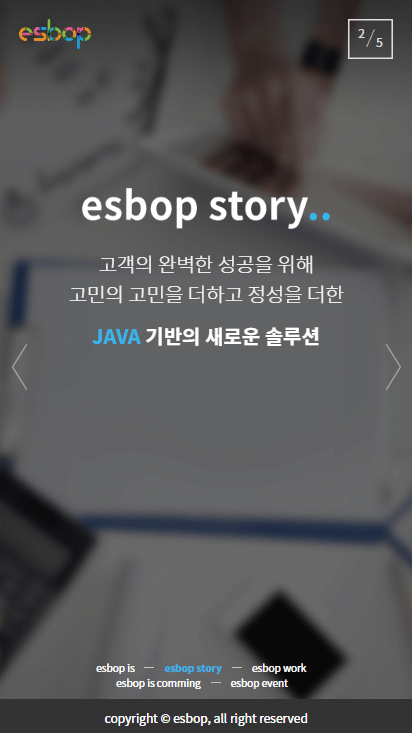 esbop
2/5
esbop story..
고객의 완벽한 성공을 위해
고민의 고민을 더하고 정성을 더한
JAVA 기반의 새로운 솔루션
esbop is — esbop story — esbop work
esbop is comming — esbop event
copyright © esbop, all right reserved